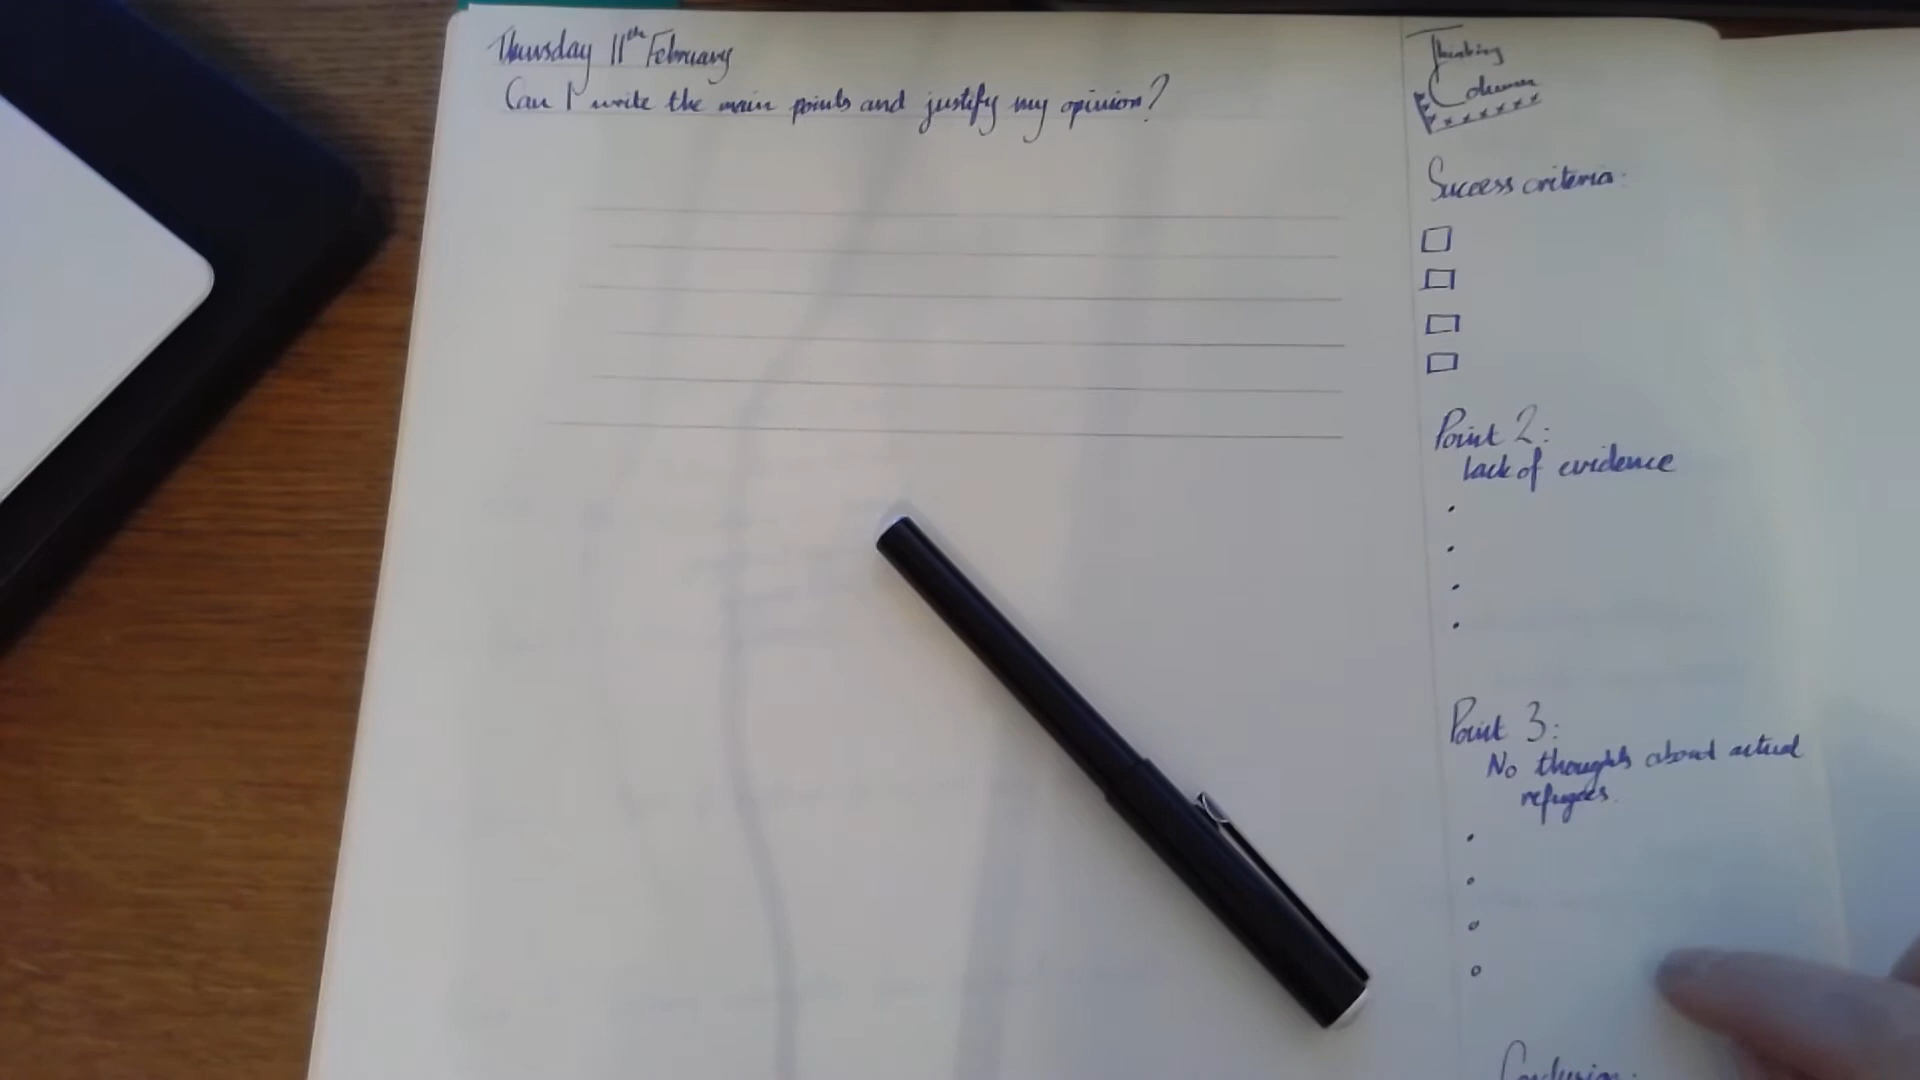 Thursday 11th February
Can I write the main points and justify my opinion?
Thinking
Column
Success criteria:
Point 2:
lack of evidence
Point 3:
No thoughts about actual
refugees.
Conclusion: